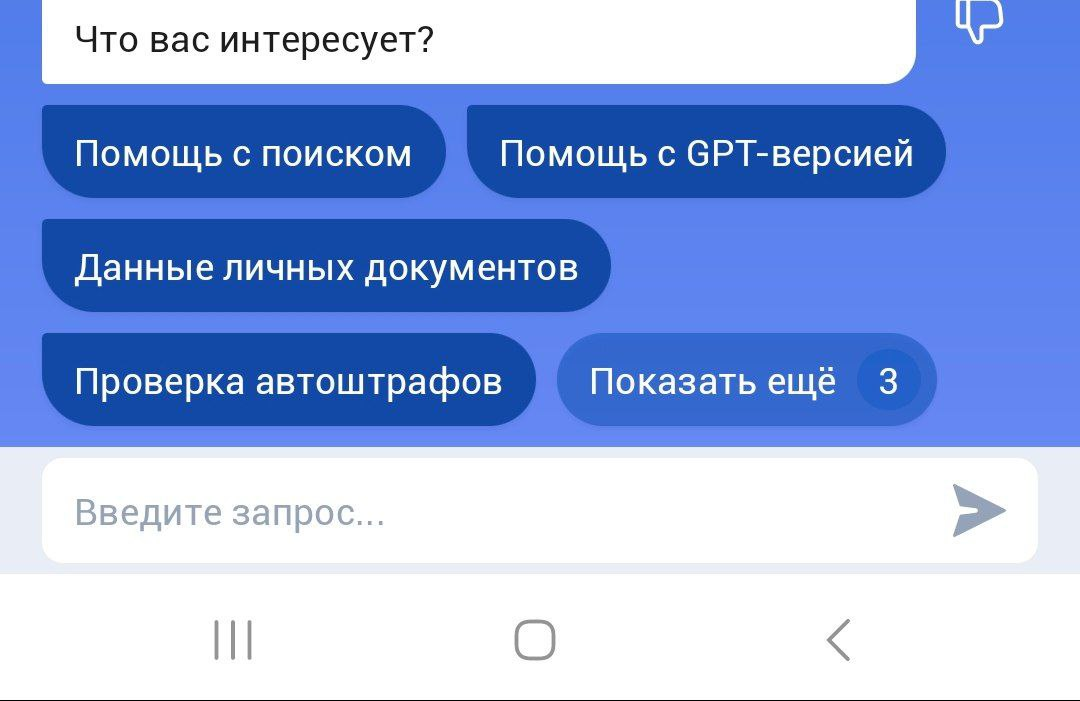 Что вас интересует?
Помощь с поиском Помощь с GPT-версией
Данные личных документов
Проверка автоштрафов Показать ещё 3
Введите запрос...